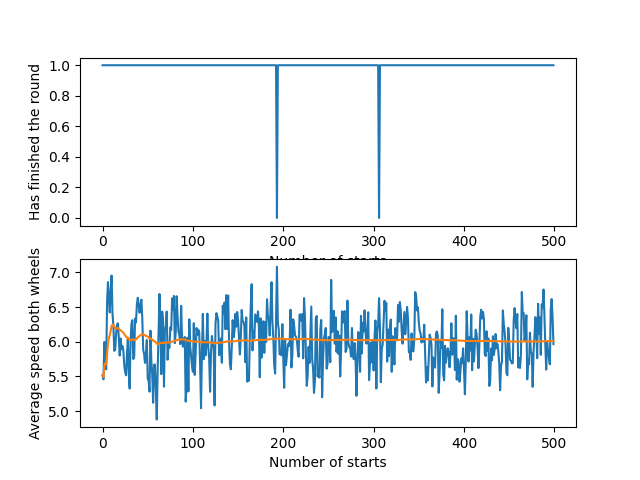 Has finished the round
1.0
0.8
0.6
0.4
0.2
0.0
0 100 200 300 400 500
Number of starts
Average speed both wheels
7.0
6.5
6.0
5.5
5.0
0 100 200 300 400 500
Number of starts